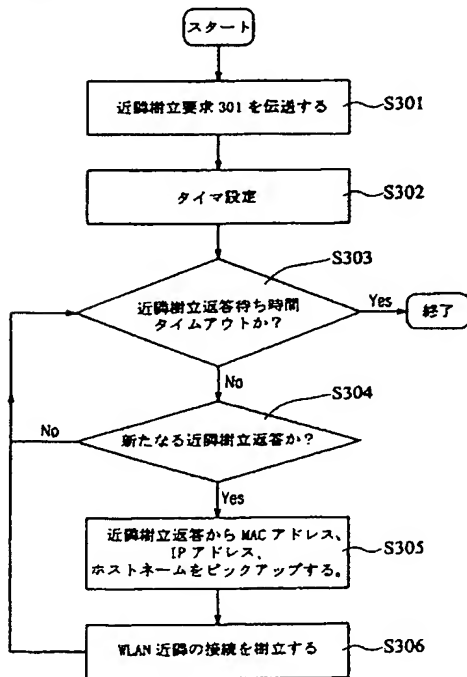 スタート
近隣樹立要求301を伝送する
S301
タイマ設定
S302
S303
近隣樹立返答待ち時間
タイムアウトか?
Yes
終了
No
S304
No
新たなる近隣樹立返答か?
Yes
近隣樹立返答から MAC アドレス、
IP アドレス、
ホストネームをピックアップする。
S305
WLAN 近隣の接続を樹立する
S306